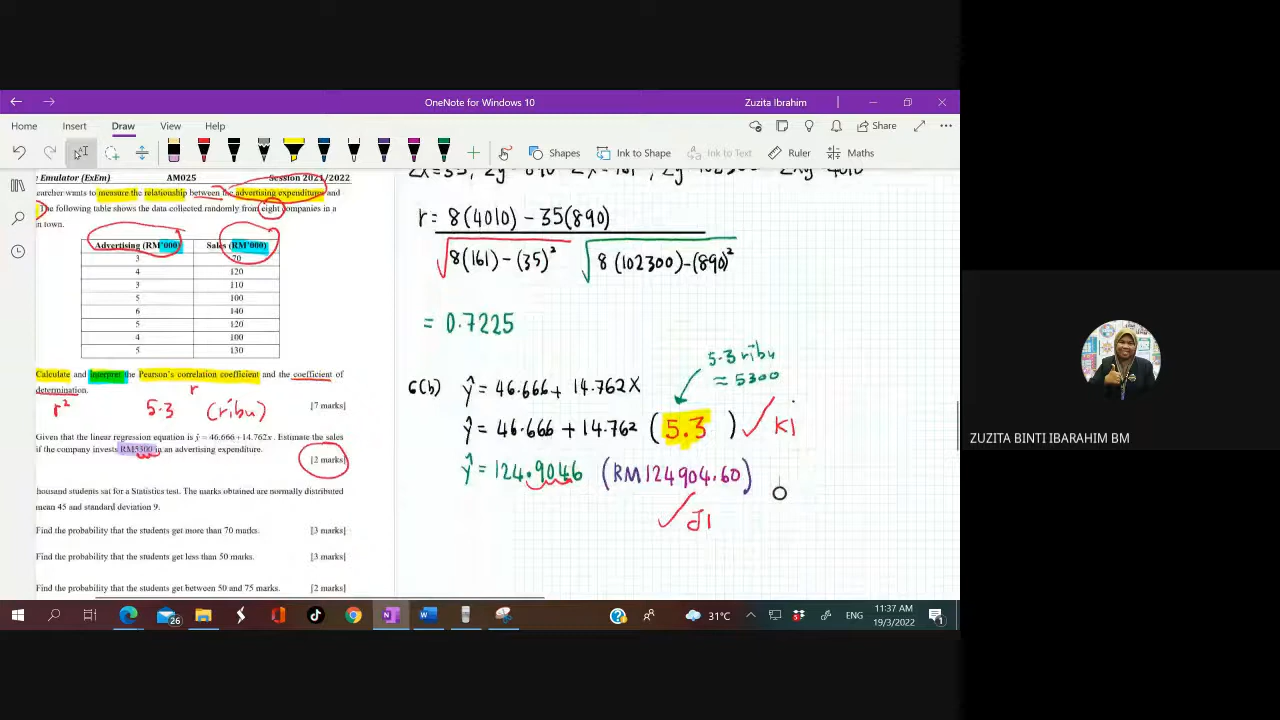 OneNote for Windows 10
Zuzita Ibrahim
Home Insert Draw View Help
Share
Shapes
Ink to Shape
Ink to Text
Ruler
Maths
Emulator (ExEm) AM025 Session 2021/2022
earcher wants to measure the relationship between the advertising expenditures and
The following table shows the data collected randomly from eight companies in a
n town.
Advertising (RM'000) Sales (RM'000)
3 70
4 120
3 110
5 100
6 140
5 120
4 100
5 130
Calculate and interpret the Pearson's correlation coefficient and the coefficient of
determination.
r
r² 5.3 (ribu)
[7 marks]
Given that the linear regression equation is ŷ = 46.666 + 14.762x. Estimate the sales
if the company invests RM5300 in an advertising expenditure.
[2 marks]
housand students sat for a Statistics test. The marks obtained are normally distributed
mean 45 and standard deviation 9.
Find the probability that the students get more than 70 marks. [3 marks]
Find the probability that the students get less than 50 marks. [3 marks]
Find the probability that the students get between 50 and 75 marks. [2 marks]
r = 8(4010) - 35(890)
√8(161) - (35)² √8(102300) - (890)²
= 0.7225
5.3 ribu
≈ 5300
6(b) ŷ = 46.666 + 14.762X
ŷ = 46.666 + 14.762 (5.3) ✓ K1
ŷ = 124.9046 (RM124904.60)
✓ J1
ZUZITA BINTI IBARAHIM BM
26
31°C
ENG
11:37 AM
19/3/2022
1